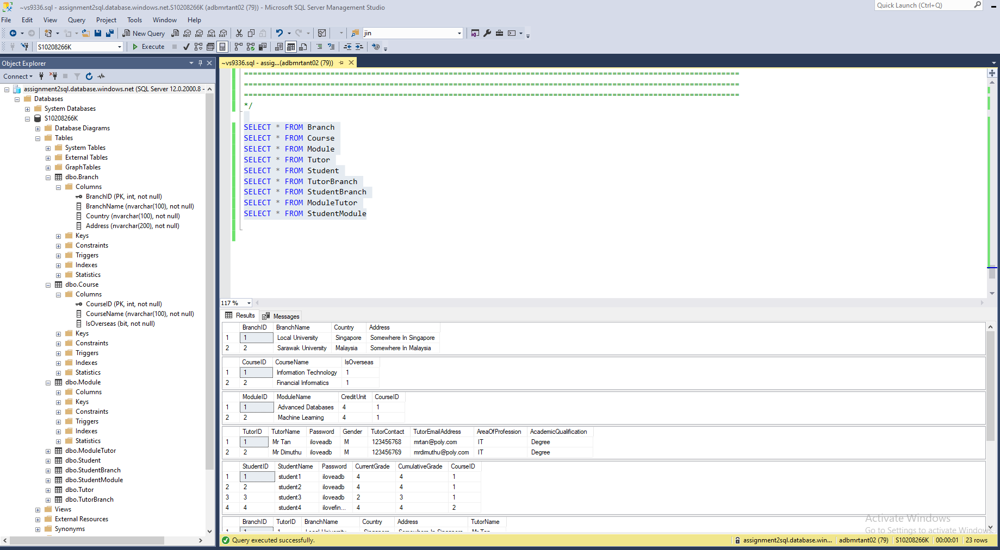 ~vs9336.sql - assignment2sql.database.windows.net.S10208266K (adbmrtant02 (79)) - Microsoft SQL Server Management Studio
Quick Launch (Ctrl+Q)
File Edit View Query Project Tools Window Help
New Query MDX DMX XMLA DAX jin
S10208266K Execute
Object Explorer
~vs9336.sql - assig...(adbmrtant02 (79))
Connect
assignment2sql.database.windows.net (SQL Server 12.0.2000.8 -
Databases
System Databases
S10208266K
Database Diagrams
Tables
System Tables
External Tables
GraphTables
dbo.Branch
Columns
BranchID (PK, int, not null)
BranchName (nvarchar(100), not null)
Country (nvarchar(100), not null)
Address (nvarchar(200), not null)
Keys
Constraints
Triggers
Indexes
Statistics
dbo.Course
Columns
CourseID (PK, int, not null)
CourseName (nvarchar(100), not null)
IsOverseas (bit, not null)
Keys
Constraints
Triggers
Indexes
Statistics
dbo.Module
Columns
Keys
Constraints
Triggers
Indexes
Statistics
dbo.ModuleTutor
dbo.Student
dbo.StudentBranch
dbo.StudentModule
dbo.Tutor
dbo.TutorBranch
Views
External Resources
Synonyms
*/
SELECT * FROM Branch
SELECT * FROM Course
SELECT * FROM Module
SELECT * FROM Tutor
SELECT * FROM Student
SELECT * FROM TutorBranch
SELECT * FROM StudentBranch
SELECT * FROM ModuleTutor
SELECT * FROM StudentModule
117 %
Results Messages
BranchID BranchName Country Address
1 1 Local University Singapore Somewhere In Singapore
2 2 Sarawak University Malaysia Somewhere In Malaysia
CourseID CourseName IsOverseas
1 1 Information Technology 1
2 2 Financial Informatics 1
ModuleID ModuleName CreditUnit CourseID
1 1 Advanced Databases 4 1
2 2 Machine Learning 4 1
TutorID TutorName Password Gender TutorContact TutorEmailAddress AreaOfProfession AcademicQualification
1 1 Mr Tan iloveadb M 123456768 mrtan@poly.com IT Degree
2 2 Mr Dimuthu iloveadb M 123456769 mrdimuthu@poly.com IT Degree
StudentID StudentName Password CurrentGrade CumulativeGrade CourseID
1 1 student1 iloveadb 4 4 1
2 2 student2 iloveadb 4 4 1
3 3 student3 iloveadb 2 3 1
4 4 student4 ilovefin... 4 4 2
BranchID TutorID BranchName Country Address TutorName
1 1 1 Local University Singapore Somewhere In Singapore Mr Tan
Activate Windows
Go to Settings to activate Windows.
Query executed successfully.
assignment2sql.database.win... adbmrtant02 (79) S10208266K 00:00:01 23 rows